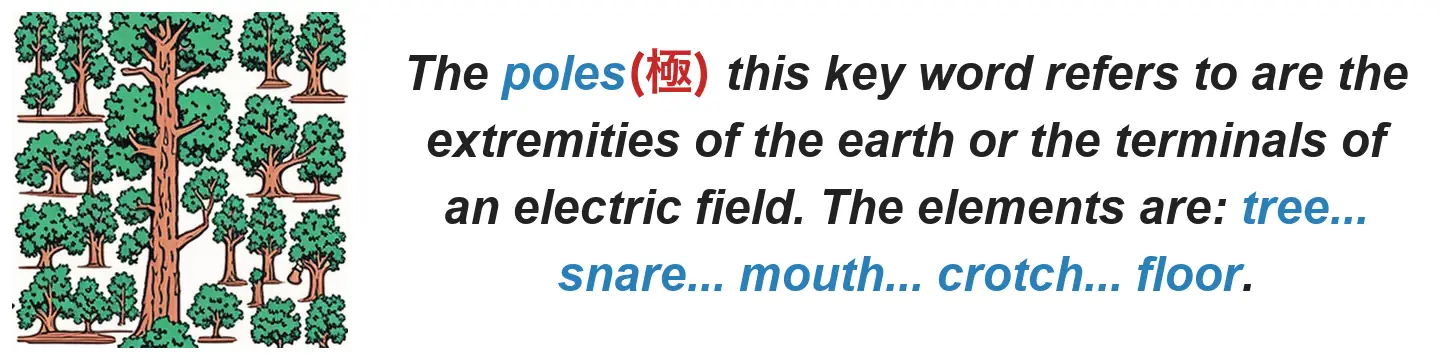 The poles(極) this key word refers to are the
extremities of the earth or the terminals of
an electric field. The elements are: tree...
snare... mouth... crotch... floor.